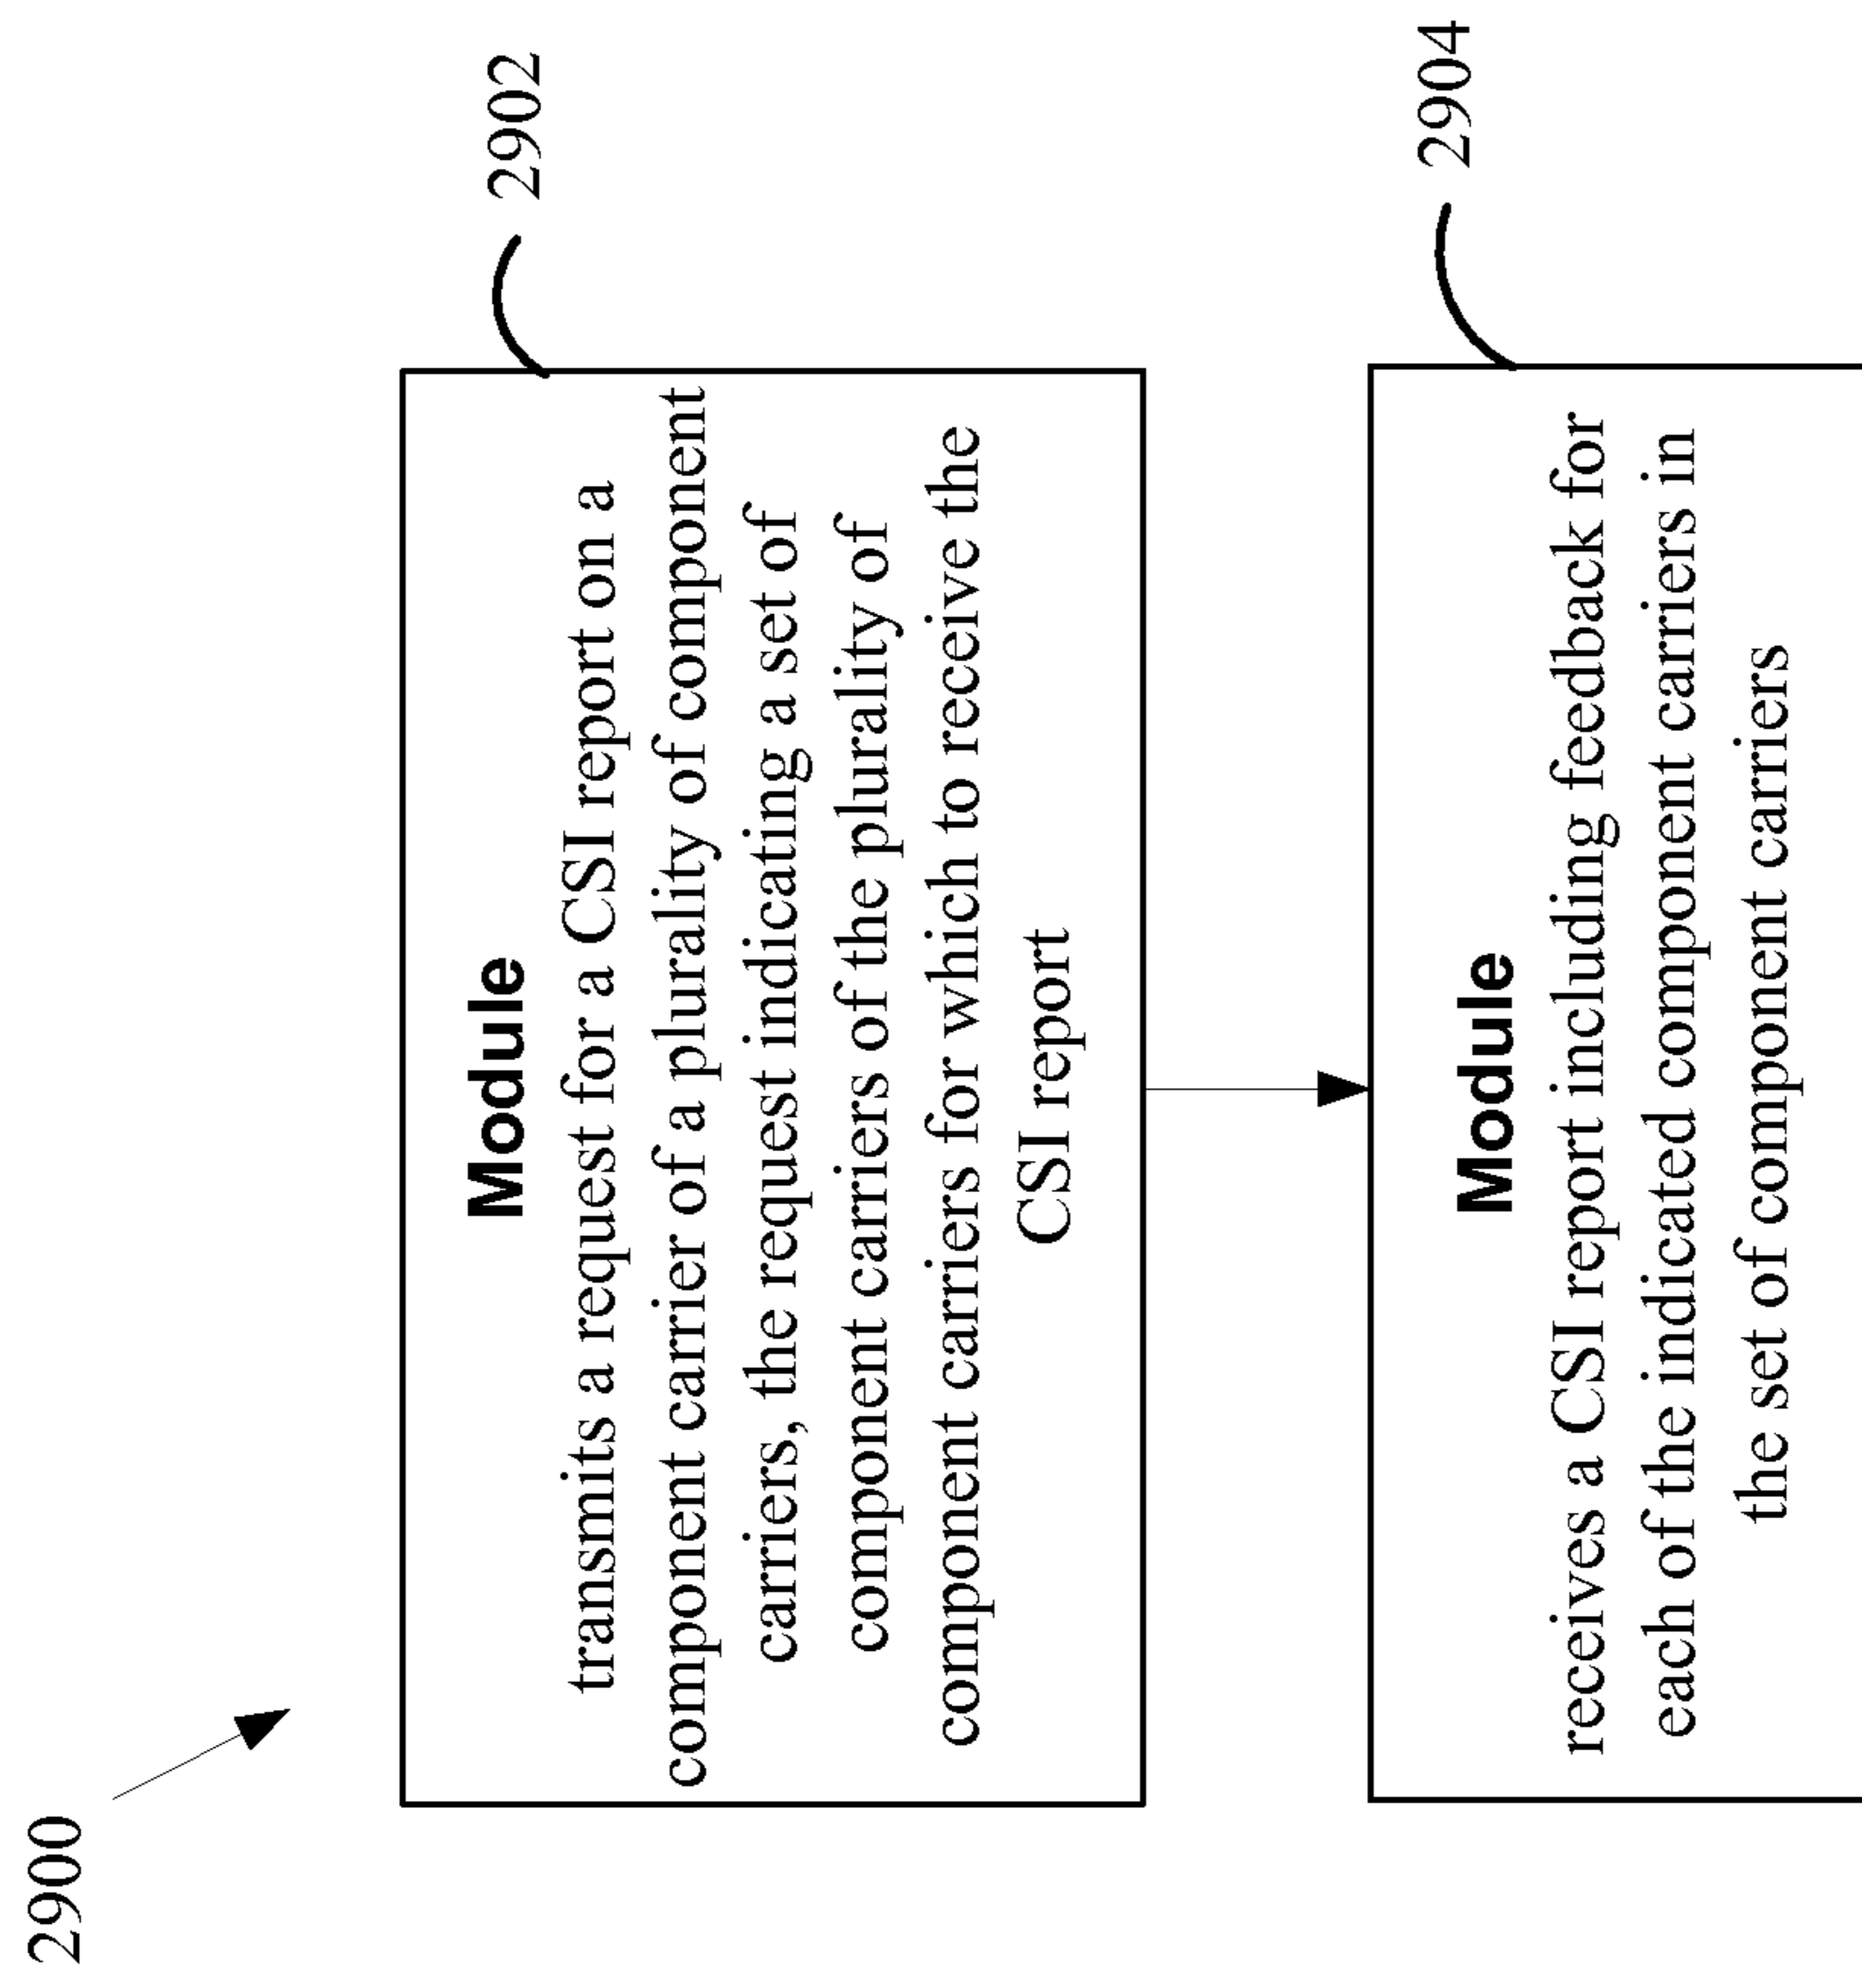 2900
2902
Module
transmits a request for a CSI report on a
component carrier of a plurality of component
carriers, the request indicating a set of
component carriers of the plurality of
component carriers for which to receive the
CSI report
2904
Module
receives a CSI report including feedback for
each of the indicated component carriers in
the set of component carriers